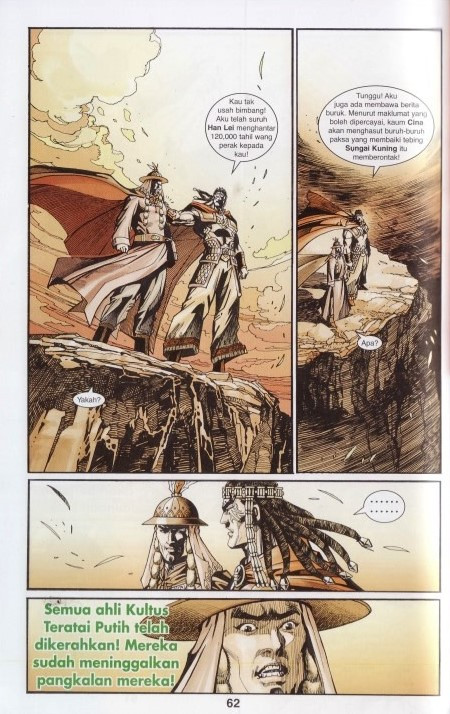 Kau tak
usah bimbang!
Aku telah suruh
Han Lei menghantar
120,000 tahil wang
perak kepada
kau!
Yakah?
Tunggu! Aku
juga ada membawa berita
buruk. Menurut maklumat yang
boleh dipercayai, kaum Cina
akan menghasut buruh-buruh
paksa yang membaiki tebing
Sungai Kuning itu
memberontak!
Apa?
......
......
Semua ahli Kultus
Teratai Putih telah
dikerahkan! Mereka
sudah meninggalkan
pangkalan mereka!
62